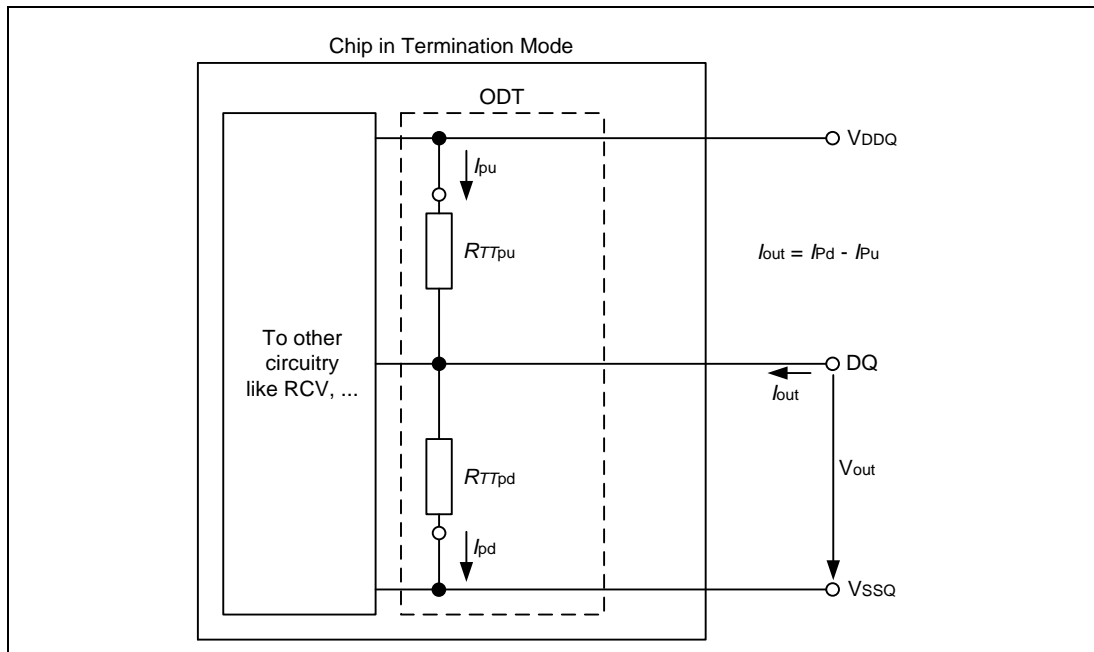 Chip in Termination Mode
ODT
VDDQ
Ipu
RTTpu
Iout = IPd - IPu
To other
circuitry
like RCV, ...
DQ
Iout
RTTpd
Vout
Ipd
VSSQ